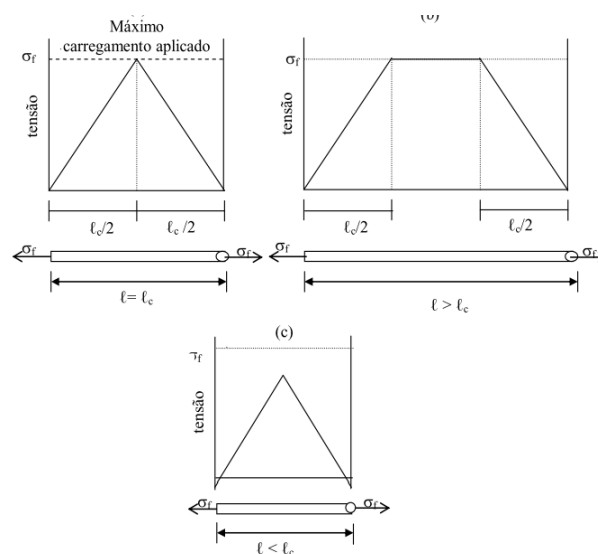 (b)
Máximo
carregamento aplicado
σf
tensão
ℓc/2
ℓc /2
σf
σf
ℓ= ℓc
σf
tensão
ℓc/2
ℓc/2
σf
σf
ℓ > ℓc
(c)
tensão
σf
σf
ℓ < ℓc